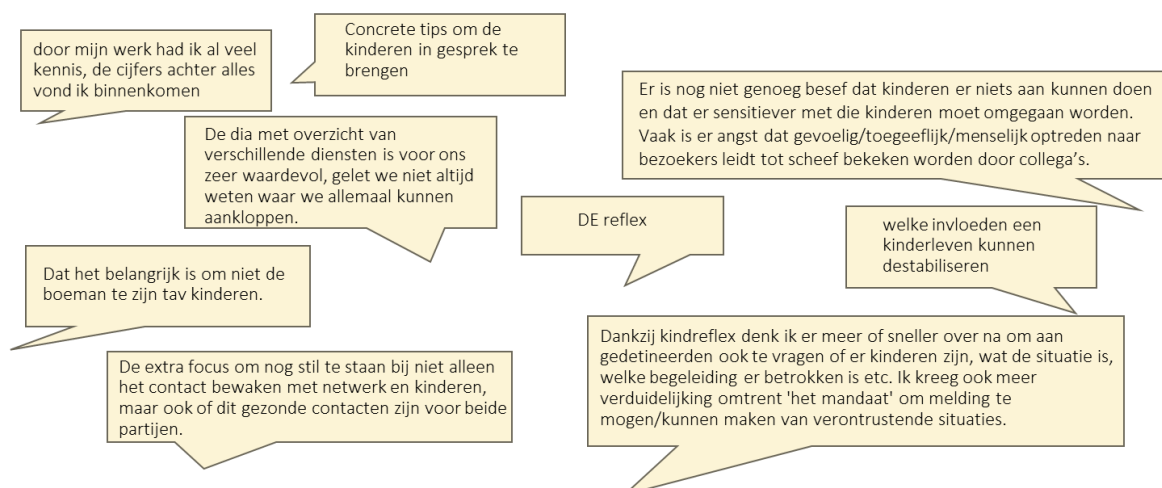 door mijn werk had ik al veel
kennis, de cijfers achter alles
vond ik binnenkomen
Concrete tips om de
kinderen in gesprek te
brengen
Er is nog niet genoeg besef dat kinderen er niets aan kunnen doen
en dat er sensitiever met die kinderen moet omgegaan worden.
Vaak is er angst dat gevoelig/toegeeflijk/menselijk optreden naar
bezoekers leidt tot scheef bekeken worden door collega’s.
De dia met overzicht van
verschillende diensten is voor ons
zeer waardevol, gelet we niet altijd
weten waar we allemaal kunnen
aankloppen.
DE reflex
welke invloeden een
kinderleven kunnen
destabiliseren
Dat het belangrijk is om niet de
boeman te zijn tav kinderen.
De extra focus om nog stil te staan bij niet alleen
het contact bewaken met netwerk en kinderen,
maar ook of dit gezonde contacten zijn voor beide
partijen.
Dankzij kindreflex denk ik er meer of sneller over na om aan
gedetineerden ook te vragen of er kinderen zijn, wat de situatie is,
welke begeleiding er betrokken is etc. Ik kreeg ook meer
verduidelijking omtrent 'het mandaat' om melding te
mogen/kunnen maken van verontrustende situaties.